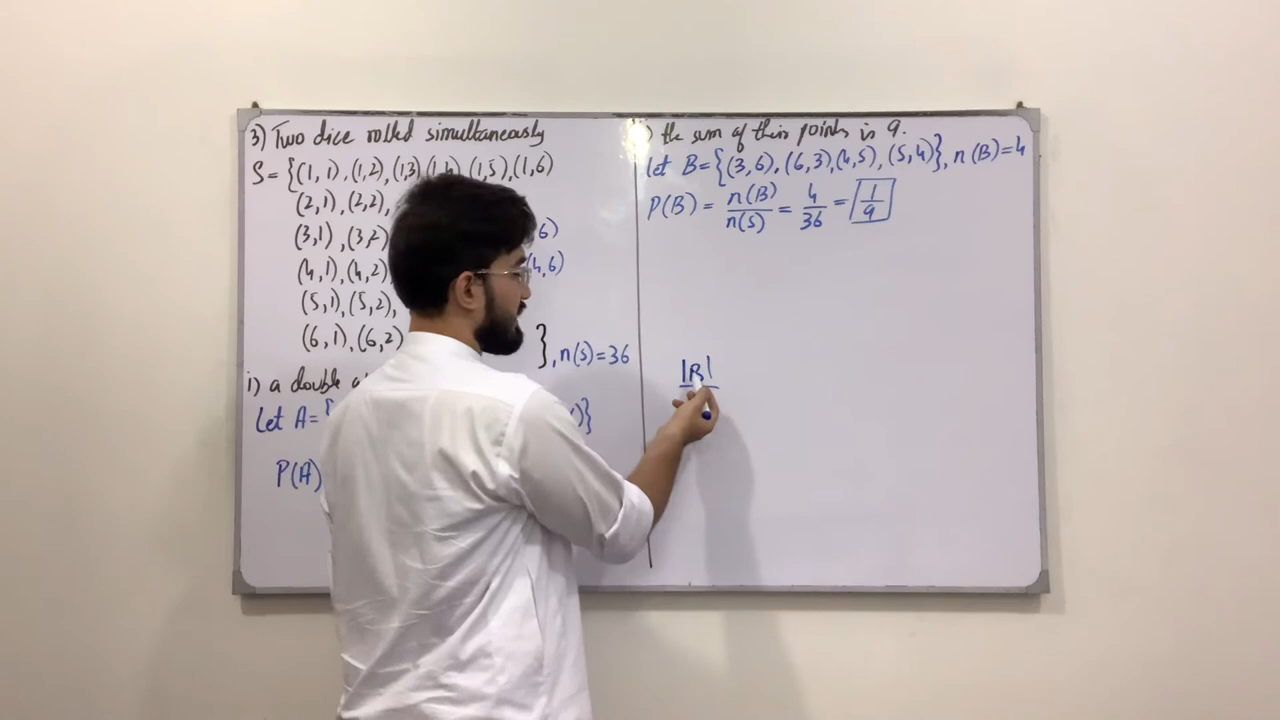 3) Two dice rolled simultaneously
S = {(1, 1), (1, 2), (1,3) (1,4) (1,5), (1,6)
(2,1), (2,2),
(3,1), (3,2 6)
(4,1), (4,2) (4,6)
(5,1), (5,2),
(6,1), (6,2) }, n(s) = 36
i) a double
Let A = { )}
P(A)
) the sum of their points is 9.
let B = {(3, 6), (6, 3), (4,5), (5,4)}, n(B) = 4
P(B) = n(B)/n(S) = 4/36 = 1/9
|B|